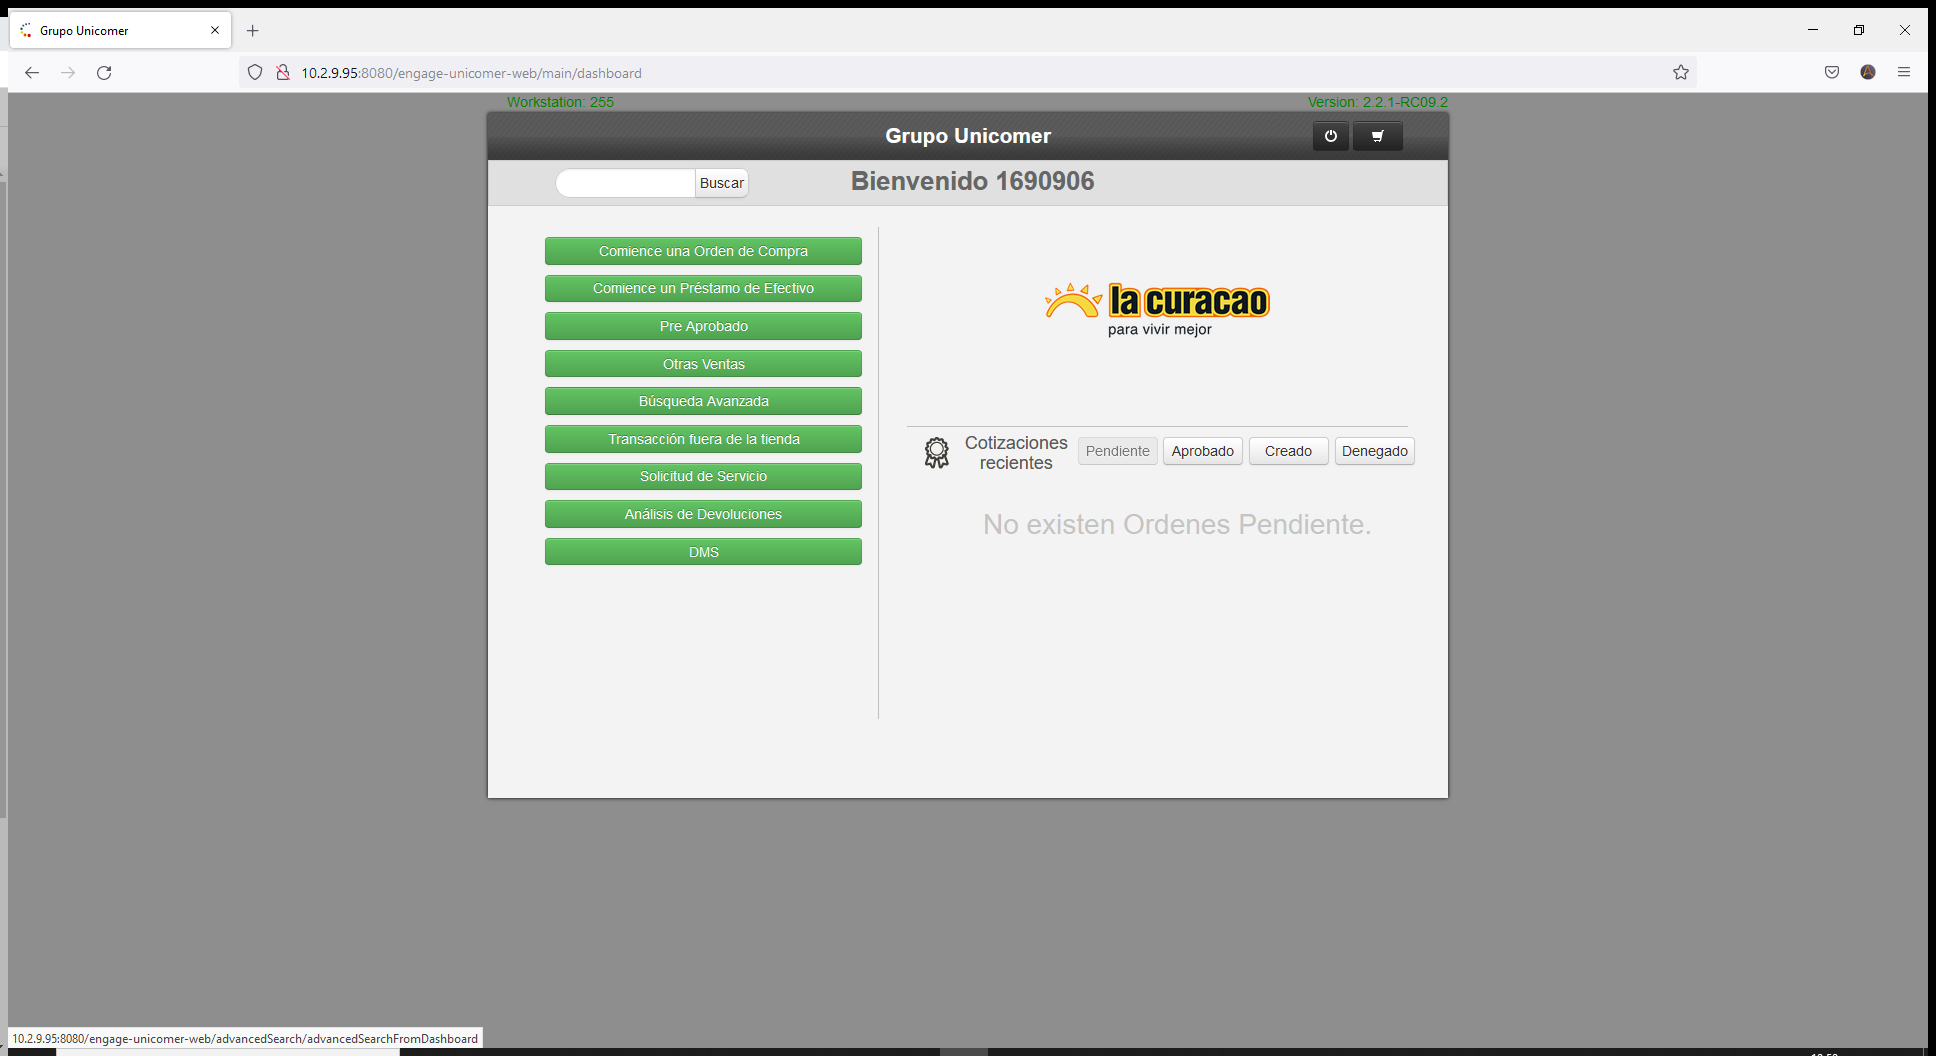 Grupo Unicomer
10.2.9.95:8080/engage-unicomer-web/main/dashboard
Workstation: 255
Version: 2.2.1-RC09.2
Grupo Unicomer
Buscar
Bienvenido 1690906
Comience una Orden de Compra
Comience un Préstamo de Efectivo
Pre Aprobado
Otras Ventas
Búsqueda Avanzada
Transacción fuera de la tienda
Solicitud de Servicio
Análisis de Devoluciones
DMS
la curacao
para vivir mejor
Cotizaciones
recientes
Pendiente
Aprobado
Creado
Denegado
No existen Ordenes Pendiente.
10.2.9.95:8080/engage-unicomer-web/advancedSearch/advancedSearchFromDashboard